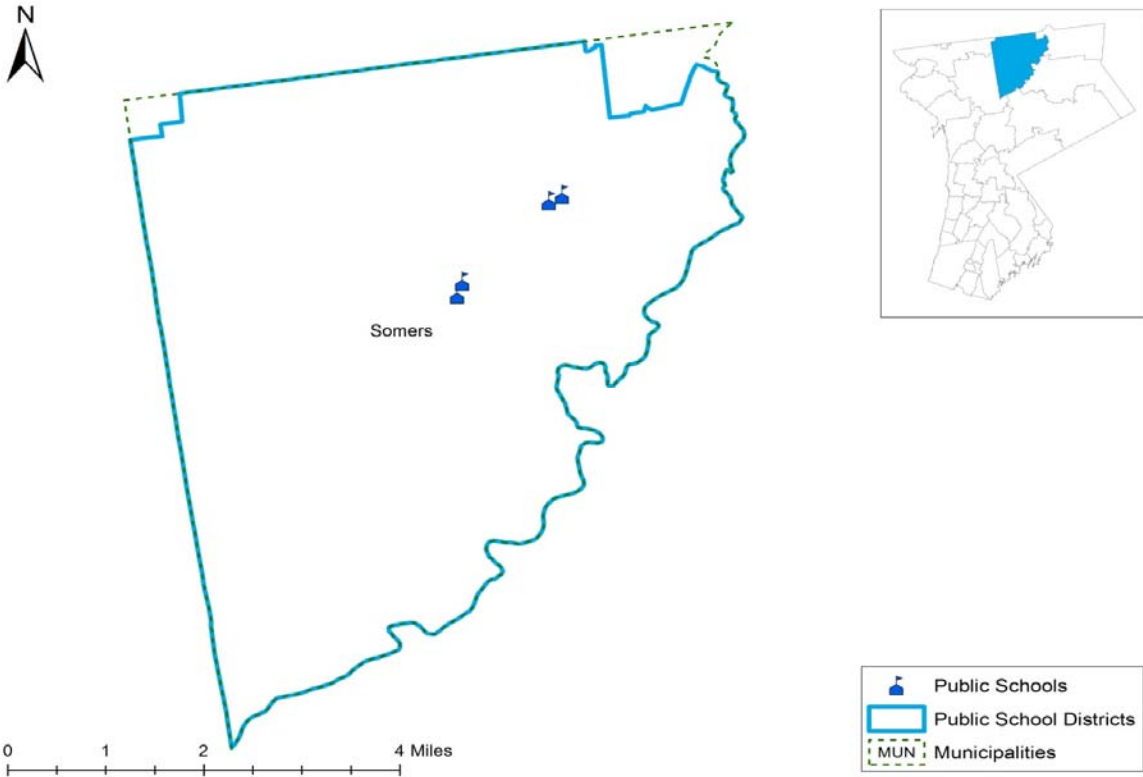 N
Somers
0 1 2 4 Miles
Public Schools
Public School Districts
MUN Municipalities